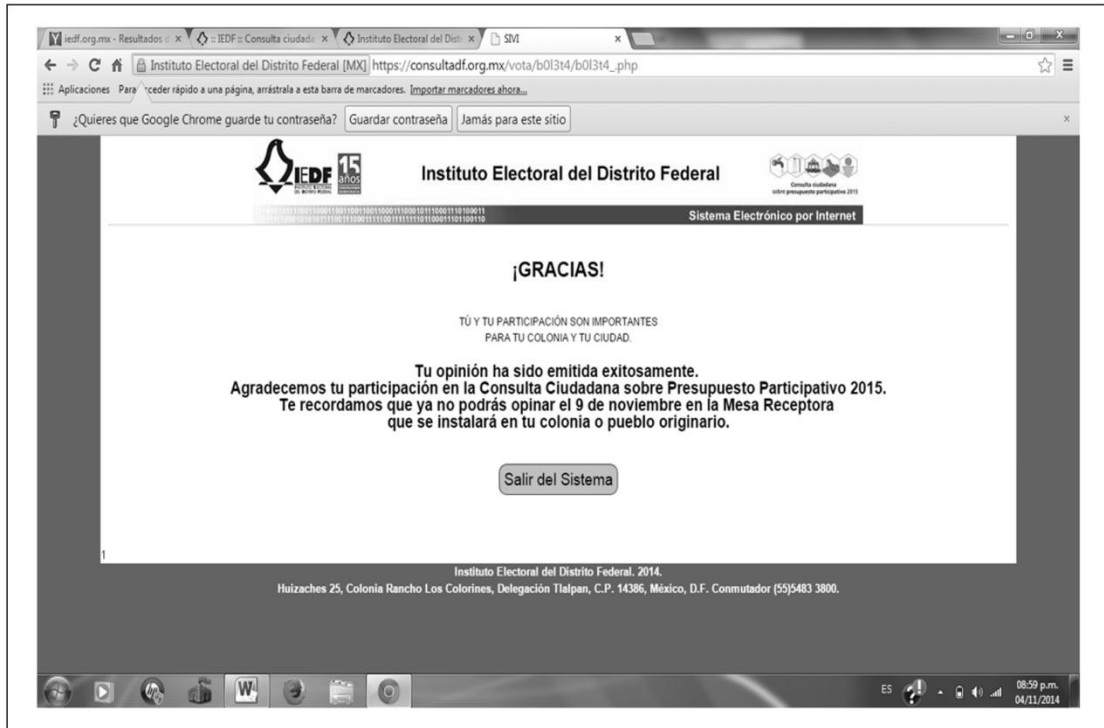 iedf.org.mx - Resultados d
:: IEDF :: Consulta ciudada
Instituto Electoral del Dist
SIVI
Instituto Electoral del Distrito Federal [MX] https://consultadf.org.mx/vota/b0l3t4/b0l3t4_.php
Aplicaciones Para acceder rápido a una página, arrástrala a esta barra de marcadores. Importar marcadores ahora...
¿Quieres que Google Chrome guarde tu contraseña? Guardar contraseña Jamás para este sitio
IEDF 15 años
Instituto Electoral del Distrito Federal
Consulta ciudadana
sobre presupuesto participativo 2015
Sistema Electrónico por Internet
¡GRACIAS!
TÚ Y TU PARTICIPACIÓN SON IMPORTANTES
PARA TU COLONIA Y TU CIUDAD.
Tu opinión ha sido emitida exitosamente.
Agradecemos tu participación en la Consulta Ciudadana sobre Presupuesto Participativo 2015.
Te recordamos que ya no podrás opinar el 9 de noviembre en la Mesa Receptora
que se instalará en tu colonia o pueblo originario.
Salir del Sistema
1
Instituto Electoral del Distrito Federal. 2014.
Huizaches 25, Colonia Rancho Los Colorines, Delegación Tlalpan, C.P. 14386, México, D.F. Conmutador (55)5483 3800.
ES
08:59 p.m.
04/11/2014